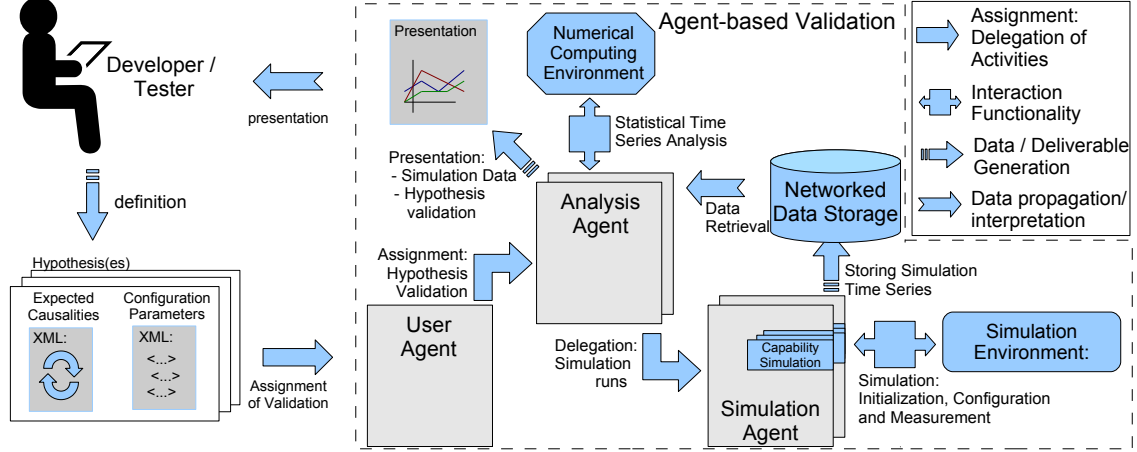 Developer /
Tester
presentation
definition
Hypothesis(es)
Expected
Causalities
XML:
Configuration
Parameters
XML:
<...>
<...>
<...>
Assignment
of Validation
Agent-based Validation
Presentation
Numerical
Computing
Environment
Statistical Time
Series Analysis
Presentation:
- Simulation Data
- Hypothesis
validation
Analysis
Agent
Data
Retrieval
Networked
Data Storage
Assignment:
Hypothesis
Validation
User
Agent
Storing Simulation
Time Series
Delegation:
Simulation
runs
Capability
Simulation
Simulation
Agent
Simulation
Environment:
Simulation:
Initialization, Configuration
and Measurement
Assignment:
Delegation of
Activities
Interaction
Functionality
Data / Deliverable
Generation
Data propagation/
interpretation